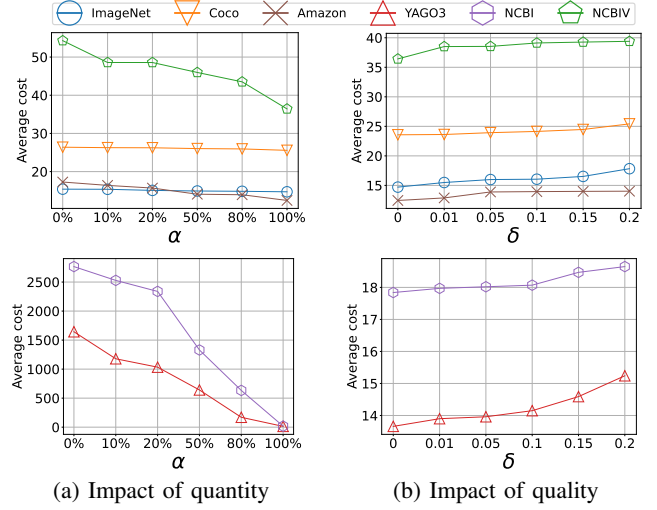 ImageNet Coco Amazon YAGO3 NCBI NCBIV
50
40
30
20
Average cost
0% 10% 20% 50% 80% 100%
α
40
35
30
25
20
15
Average cost
0 0.01 0.05 0.1 0.15 0.2
δ
2500
2000
1500
1000
500
0
Average cost
0% 10% 20% 50% 80% 100%
α
18
17
16
15
14
Average cost
0 0.01 0.05 0.1 0.15 0.2
δ
(a) Impact of quantity
(b) Impact of quality